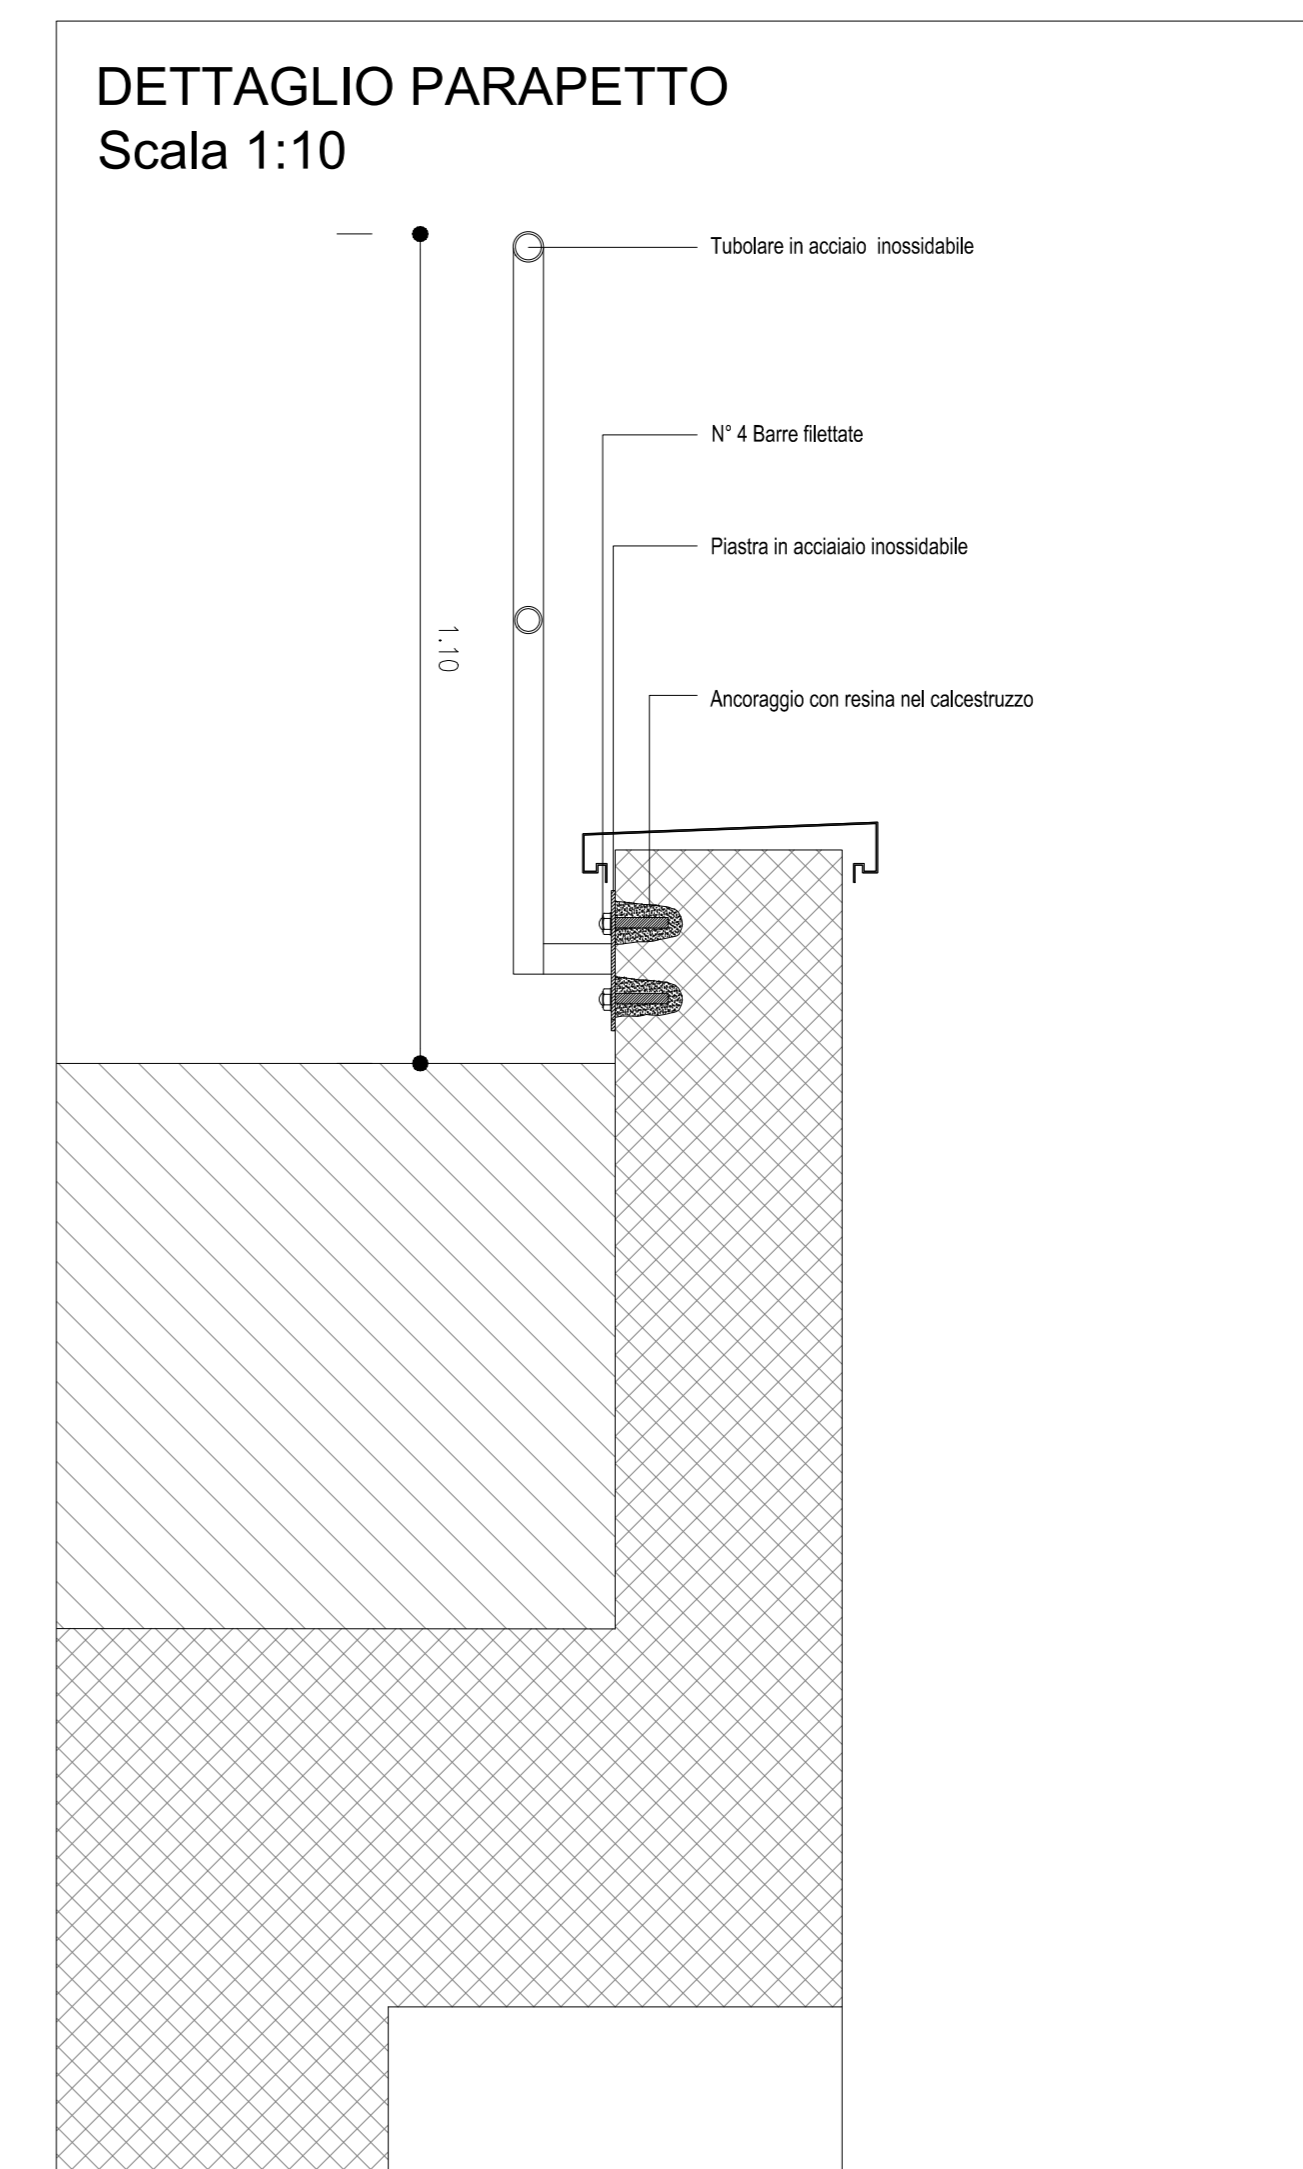 DETTAGLIO PARAPETTO
Scala 1:10
Tubolare in acciaio inossidabile
N° 4 Barre filettate
Piastra in acciaiaio inossidabile
1.10
Ancoraggio con resina nel calcestruzzo